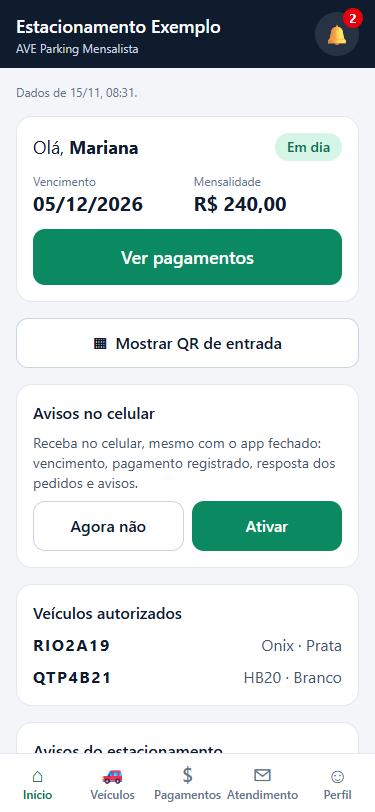 Estacionamento Exemplo
AVE Parking Mensalista
2
Dados de 15/11, 08:31.
Olá, Mariana
Em dia
Vencimento
Mensalidade
05/12/2026
R$ 240,00
Ver pagamentos
Mostrar QR de entrada
Avisos no celular
Receba no celular, mesmo com o app fechado:
vencimento, pagamento registrado, resposta dos
pedidos e avisos.
Agora não
Ativar
Veículos autorizados
RIO2A19
Onix · Prata
QTP4B21
HB20 · Branco
Avisos do estacionamento
Início
Veículos
$
Pagamentos
Atendimento
Perfil